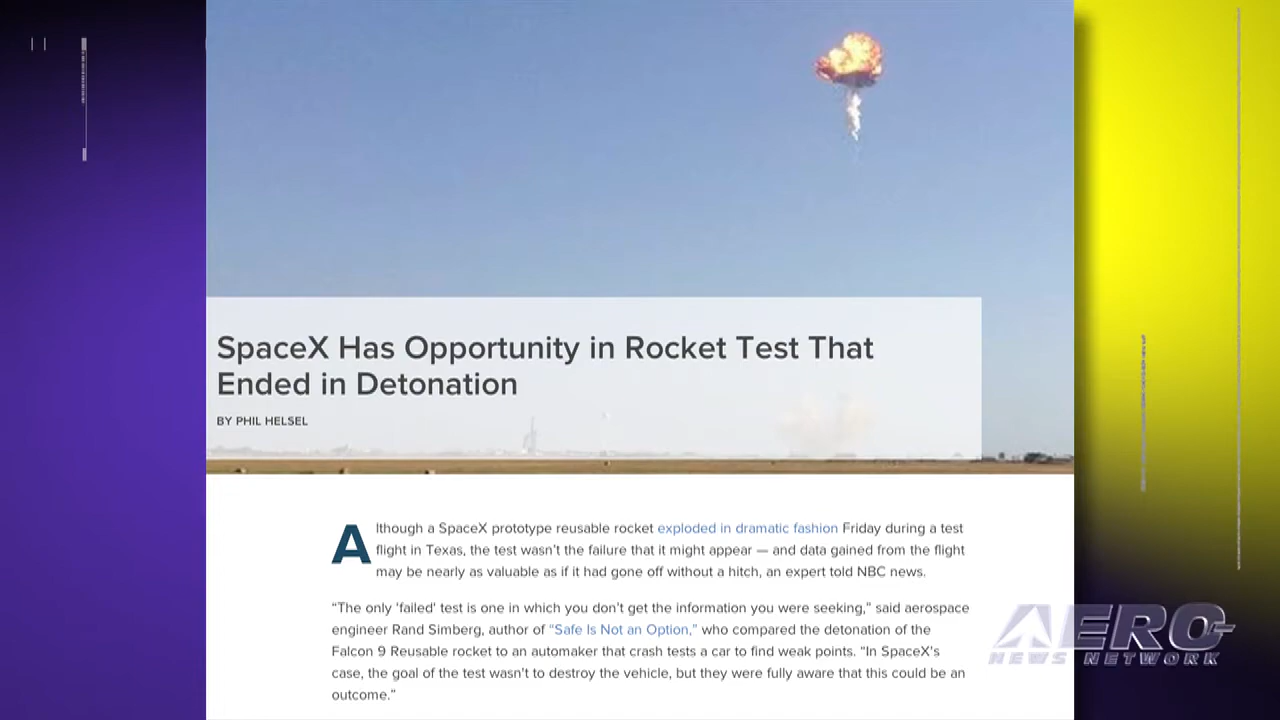 SpaceX Has Opportunity in Rocket Test That
Ended in Detonation
BY PHIL HELSEL
Although a SpaceX prototype reusable rocket exploded in dramatic fashion Friday during a test
flight in Texas, the test wasn't the failure that it might appear — and data gained from the flight
may be nearly as valuable as if it had gone off without a hitch, an expert told NBC news.
“The only 'failed' test is one in which you don't get the information you were seeking,” said aerospace
engineer Rand Simberg, author of “Safe Is Not an Option,” who compared the detonation of the
Falcon 9 Reusable rocket to an automaker that crash tests a car to find weak points. “In SpaceX's
case, the goal of the test wasn't to destroy the vehicle, but they were fully aware that this could be an
outcome.”
AERO
NEWS NETWORK